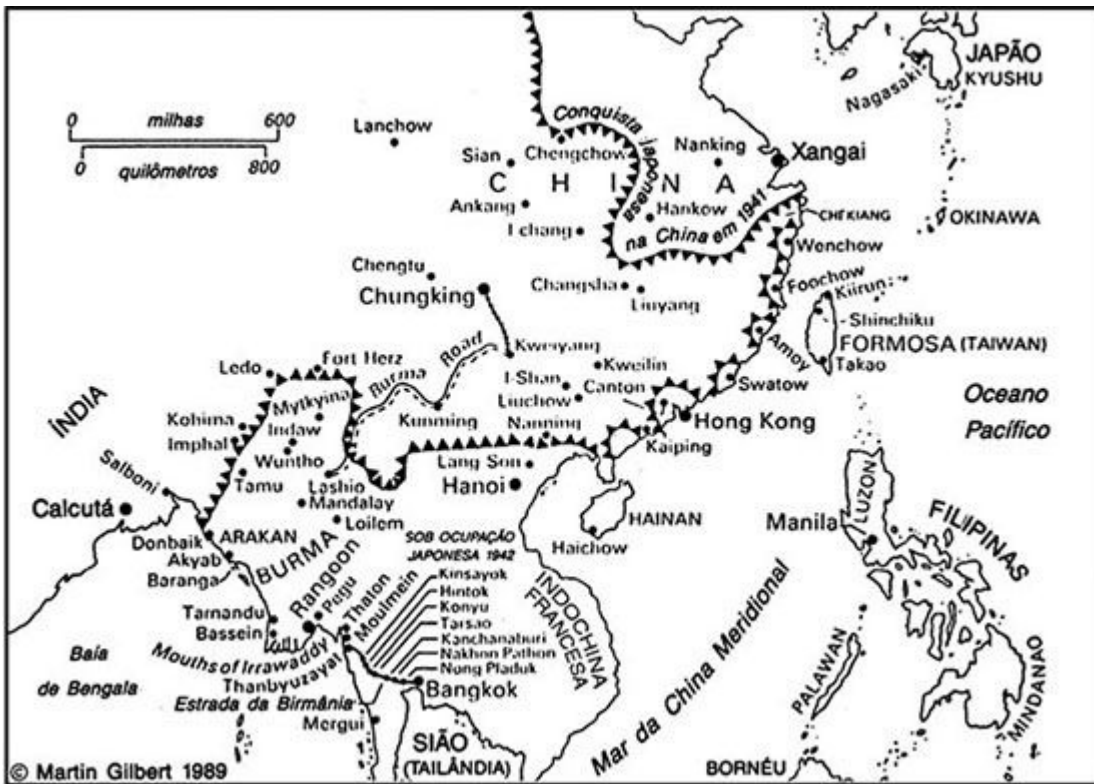 JAPÃO
KYUSHU
Nagasaki
0 milhas 600
0 quilômetros 800
Lanchow
Conquista japonesa
na China em 1941
Sian
Chengchow
Nanking
Xangai
CHINA
Ankang
Hankow
CHEKIANG
OKINAWA
Ichang
Wenchow
Chengtu
Chungking
Changsha
Liuyang
Foochow
Kiirun
Shinchiku
FORMOSA (TAIWAN)
Amoy
Takao
Swatow
Fort Herz
Ledo
Burma Road
Kweiyang
Kweilin
I-Shan
Canton
Liuchow
Hong Kong
Oceano
Pacífico
ÍNDIA
Mytkyina
Kohima
Indaw
Kunming
Nanning
Kaiping
Imphal
Wuntho
Lang Son
Salboni
Tamu
Lashio
Hanoi
LUZON
Calcutá
Mandalay
HAINAN
Manila
FILIPINAS
Loilem
ARAKAN
Haichow
Donbaik
Akyab
SOB OCUPAÇÃO
JAPONESA 1942
Baranga
BURMA
Rangoon
Pegu
Thaton
Moulmein
Kinsayok
Hintok
Konyu
Tarsao
Kanchanaburi
Nakhon Pathon
Nong Pladuk
INDOCHINA
FRANCESA
Tarnandu
Bassein
Mouths of Irrawaddy
Thanbyuzayal
Bangkok
Baía
de Bengala
Estrada da Birmânia
Mergui
Mar da China Meridional
PALAWAN
MINDANAO
SIÃO
(TAILÂNDIA)
BORNÉU
© Martin Gilbert 1989